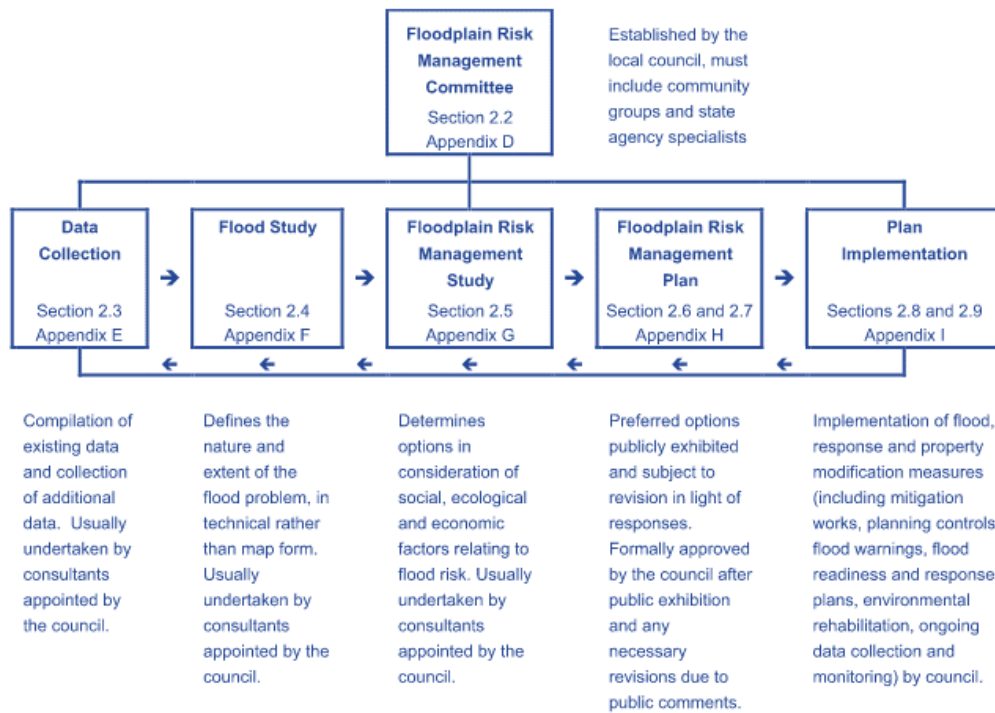 Floodplain Risk
Management
Committee
Section 2.2
Appendix D
Established by the
local council, must
include community
groups and state
agency specialists
Data
Collection
Section 2.3
Appendix E
Flood Study
Section 2.4
Appendix F
Floodplain Risk
Management
Study
Section 2.5
Appendix G
Floodplain Risk
Management
Plan
Section 2.6 and 2.7
Appendix H
Plan
Implementation
Sections 2.8 and 2.9
Appendix I
Compilation of
existing data
and collection
of additional
data. Usually
undertaken by
consultants
appointed by
the council.
Defines the
nature and
extent of the
flood problem, in
technical rather
than map form.
Usually
undertaken by
consultants
appointed by the
council.
Determines
options in
consideration of
social, ecological
and economic
factors relating to
flood risk. Usually
undertaken by
consultants
appointed by the
council.
Preferred options
publicly exhibited
and subject to
revision in light of
responses.
Formally approved
by the council after
public exhibition
and any
necessary
revisions due to
public comments.
Implementation of flood,
response and property
modification measures
(including mitigation
works, planning controls
flood warnings, flood
readiness and response
plans, environmental
rehabilitation, ongoing
data collection and
monitoring) by council.